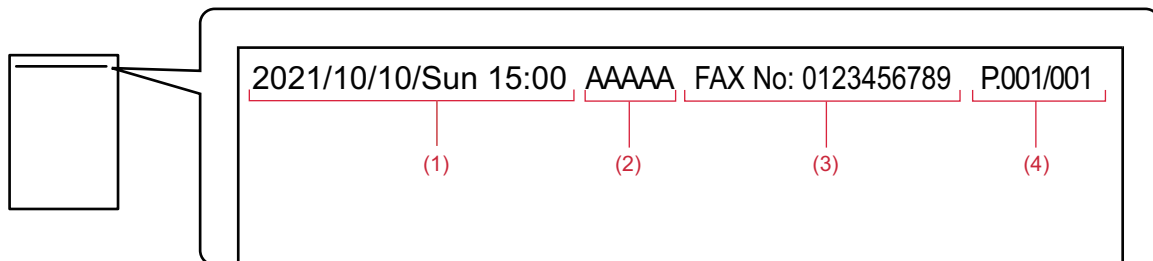 2021/10/10/Sun 15:00 AAAAA FAX No: 0123456789 P.001/001
(1) (2) (3) (4)